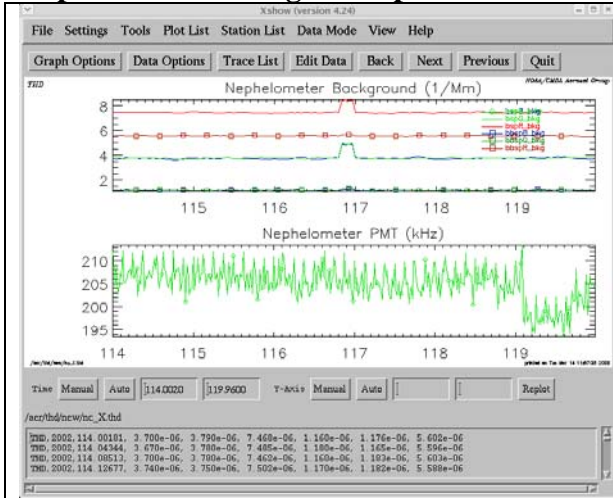 Xshow (version 4.24)
File Settings Tools Plot List Station List Data Mode View Help
Graph Options Data Options Trace List Edit Data Back Next Previous Quit
THD
NOAA/CMDL Aerosol Group
Nephelometer Background (1/Mm)
8
6
4
2
bspB_bkg
bspG_bkg
bspR_bkg
bbspB_bkg
bbspG_bkg
bbspR_bkg
115 116 117 118 119
Nephelometer PMT (kHz)
210
205
200
195
114 115 116 117 118 119
Time Manual Auto 114.0020 119.9600 Y-Axis Manual Auto Replot
/aer/thd/new/nc_X.thd
THD,2002,114.00181, 3.700e-06, 3.790e-06, 7.468e-06, 1.160e-06, 1.176e-06, 5.602e-06
THD,2002,114.04344, 3.670e-06, 3.780e-06, 7.485e-06, 1.180e-06, 1.165e-06, 5.596e-06
THD,2002,114.08513, 3.700e-06, 3.780e-06, 7.462e-06, 1.160e-06, 1.183e-06, 5.603e-06
THD,2002,114.12677, 3.740e-06, 3.750e-06, 7.502e-06, 1.170e-06, 1.182e-06, 5.588e-06